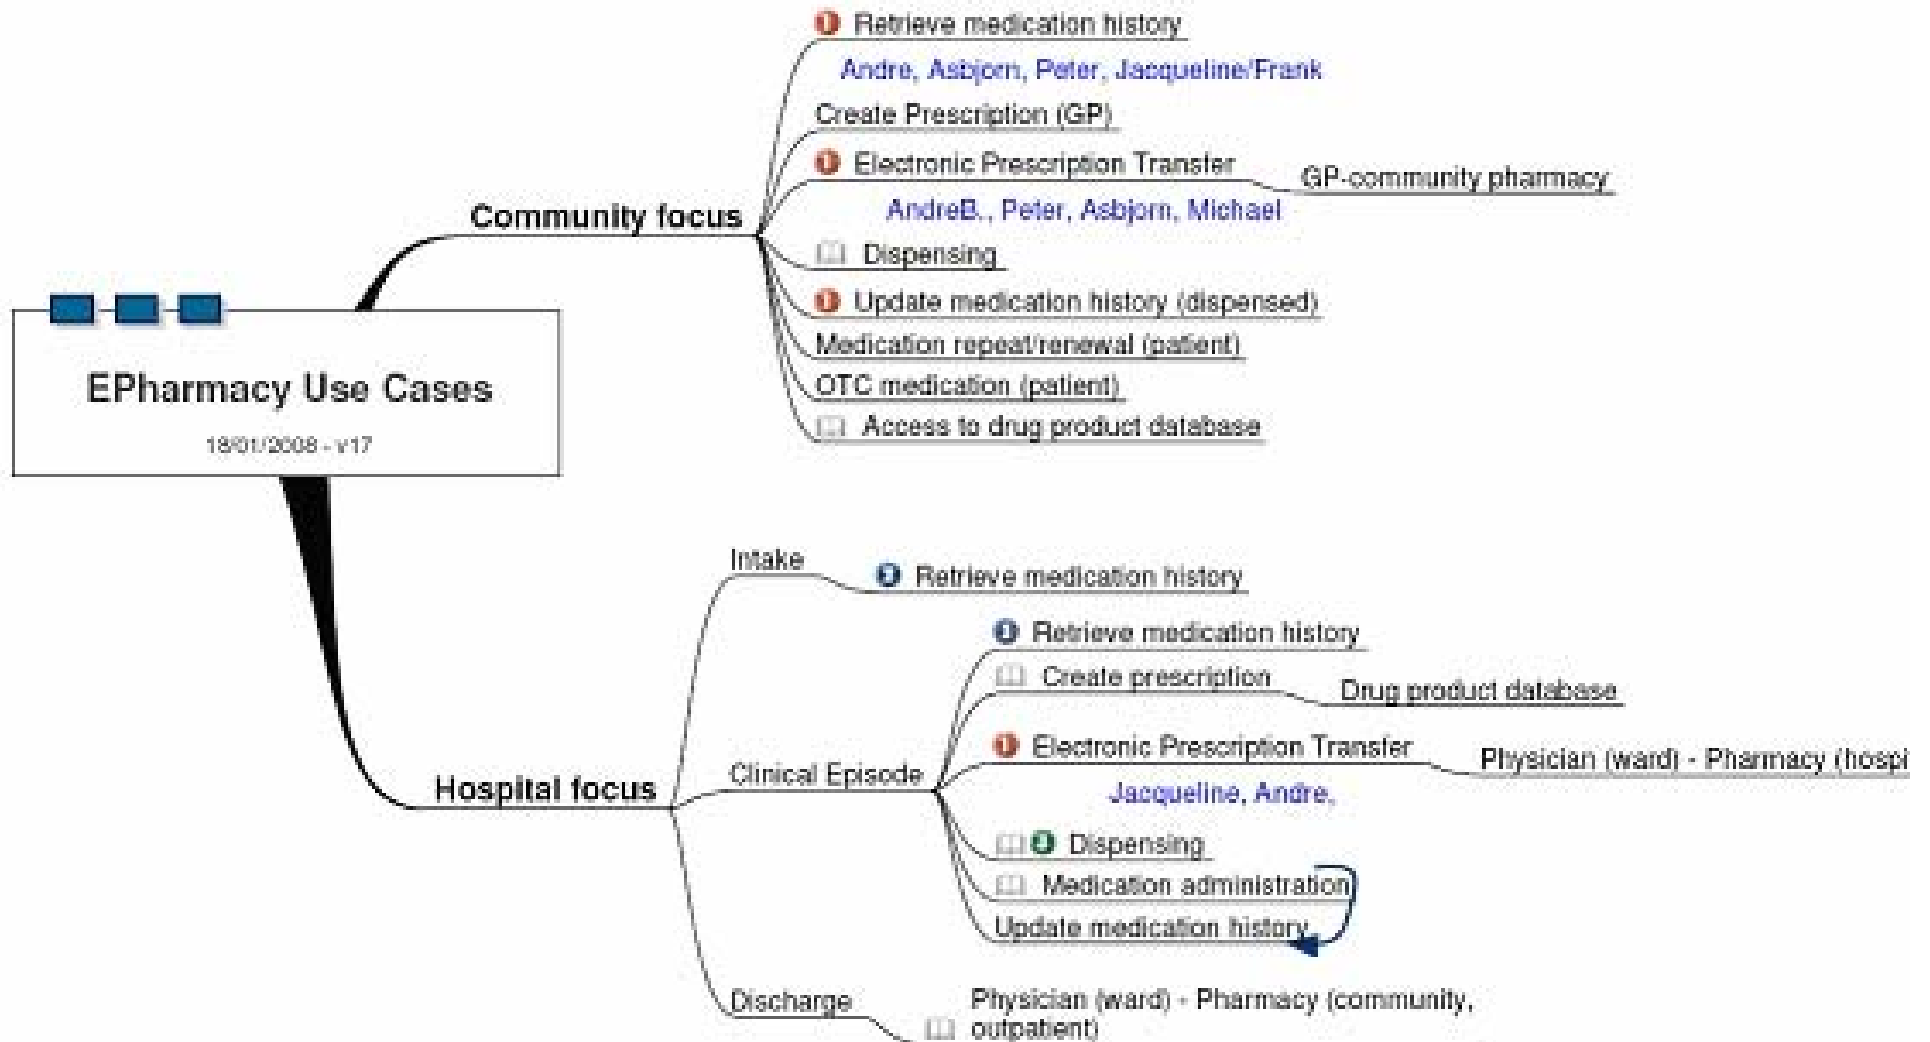 Retrieve medication history
Andre, Asbjorn, Peter, Jacqueline/Frank
Create Prescription (GP)
Electronic Prescription Transfer
GP-community pharmacy
AndreB., Peter, Asbjorn, Michael
Community focus
Dispensing
Update medication history (dispensed)
Medication repeat/renewal (patient)
OTC medication (patient)
Access to drug product database
EPharmacy Use Cases
18/01/2008 - v17
Intake
Retrieve medication history
Retrieve medication history
Create prescription
Drug product database
Electronic Prescription Transfer
Physician (ward) - Pharmacy (hospi
Clinical Episode
Jacqueline, Andre,
Hospital focus
Dispensing
Medication administration
Update medication history
Discharge
Physician (ward) - Pharmacy (community,
outpatient)